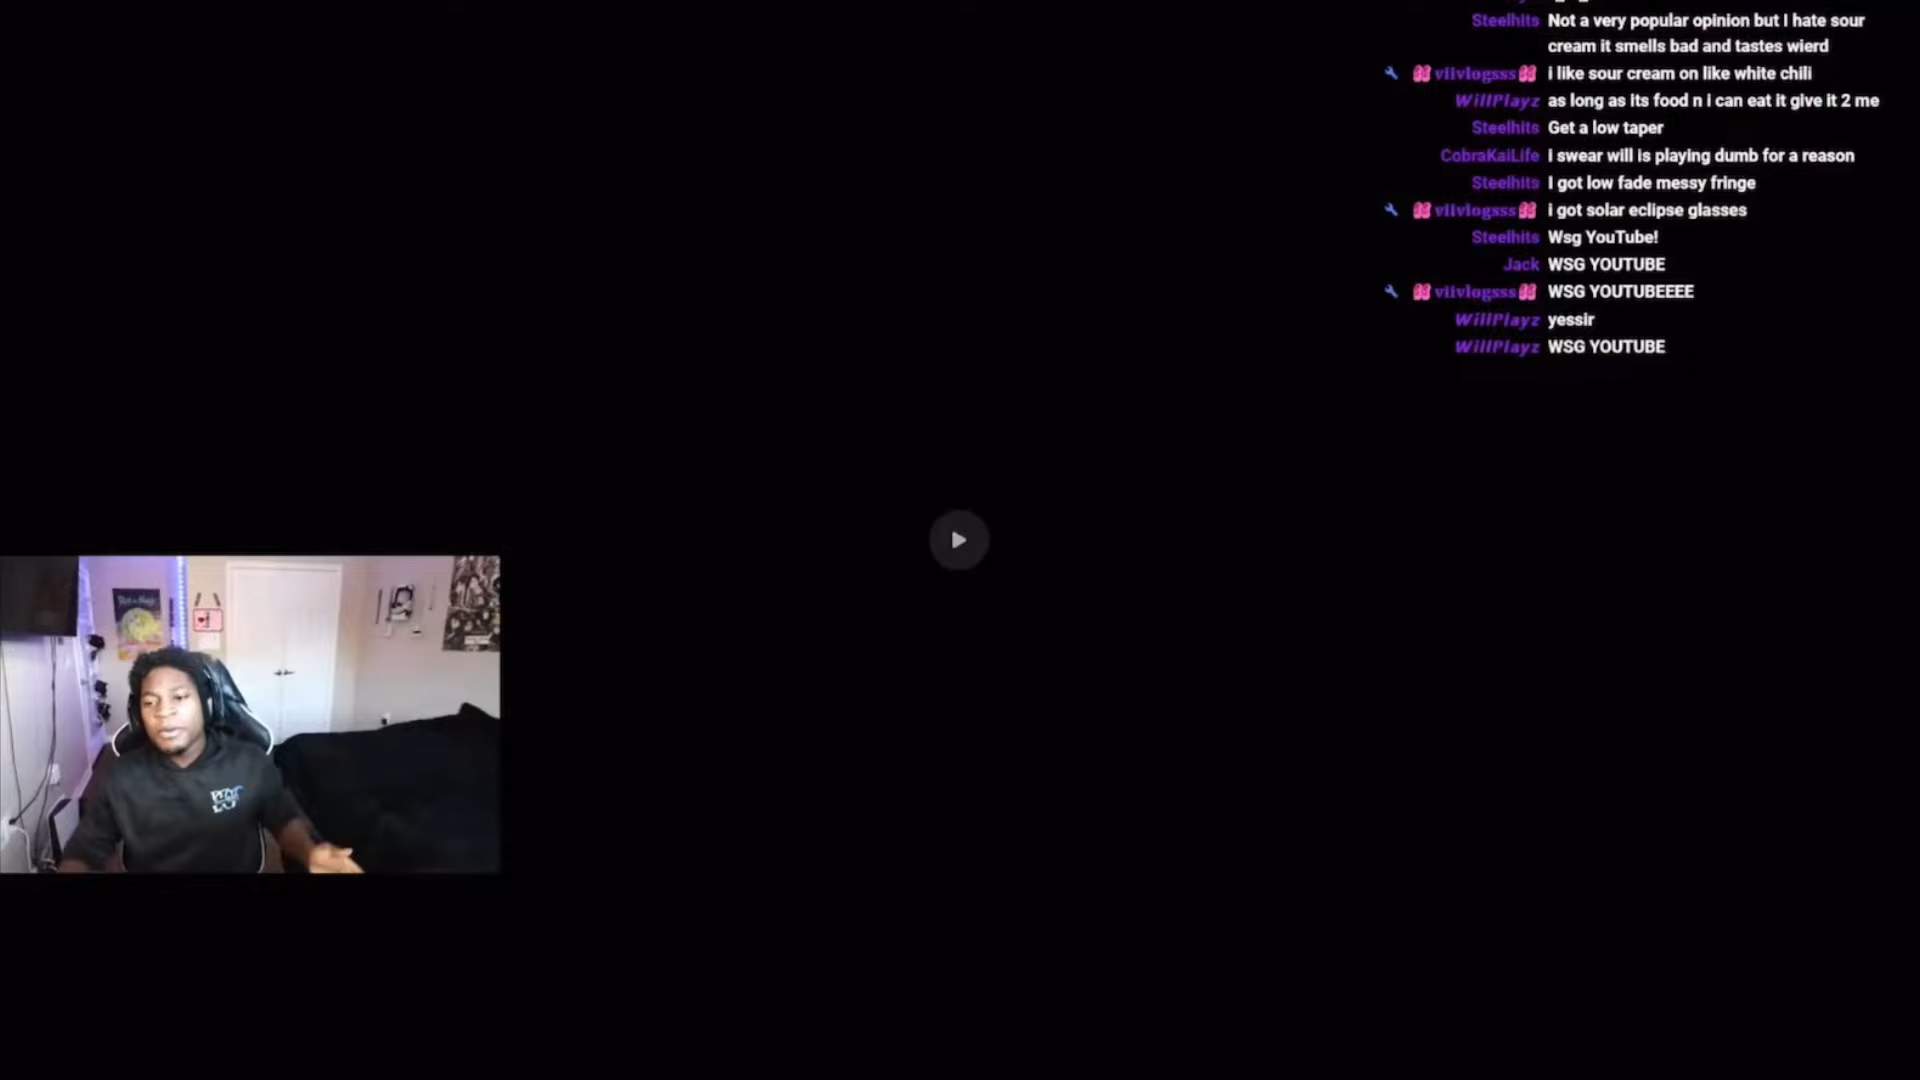 Steelhits Not a very popular opinion but I hate sour
cream it smells bad and tastes wierd
viivlogsss i like sour cream on like white chili
WillPlayz as long as its food n i can eat it give it 2 me
Steelhits Get a low taper
CobraKaiLife I swear will is playing dumb for a reason
Steelhits I got low fade messy fringe
viivlogsss i got solar eclipse glasses
Steelhits Wsg YouTube!
Jack WSG YOUTUBE
viivlogsss WSG YOUTUBEEEE
WillPlayz yessir
WillPlayz WSG YOUTUBE